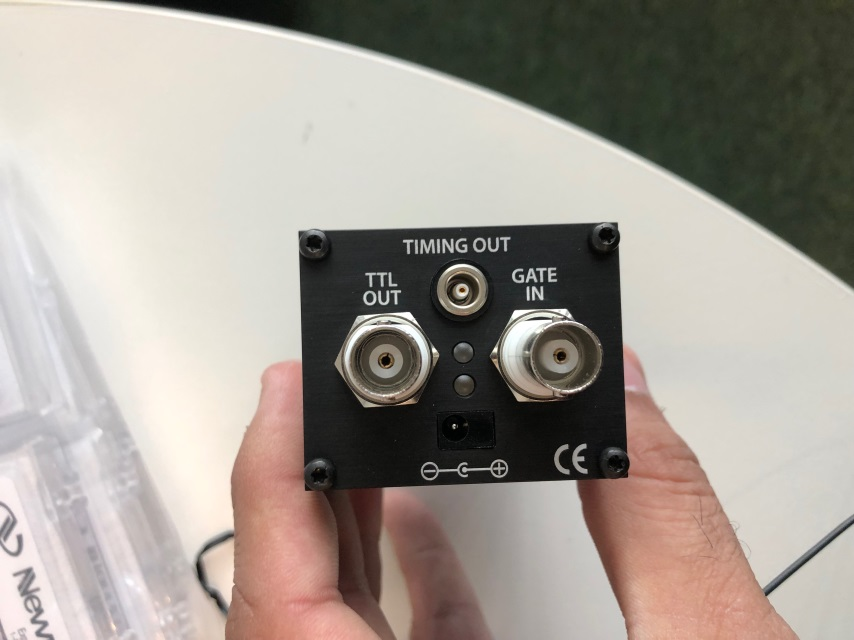 TIMING OUT
TTL
OUT
GATE
IN
CE
New